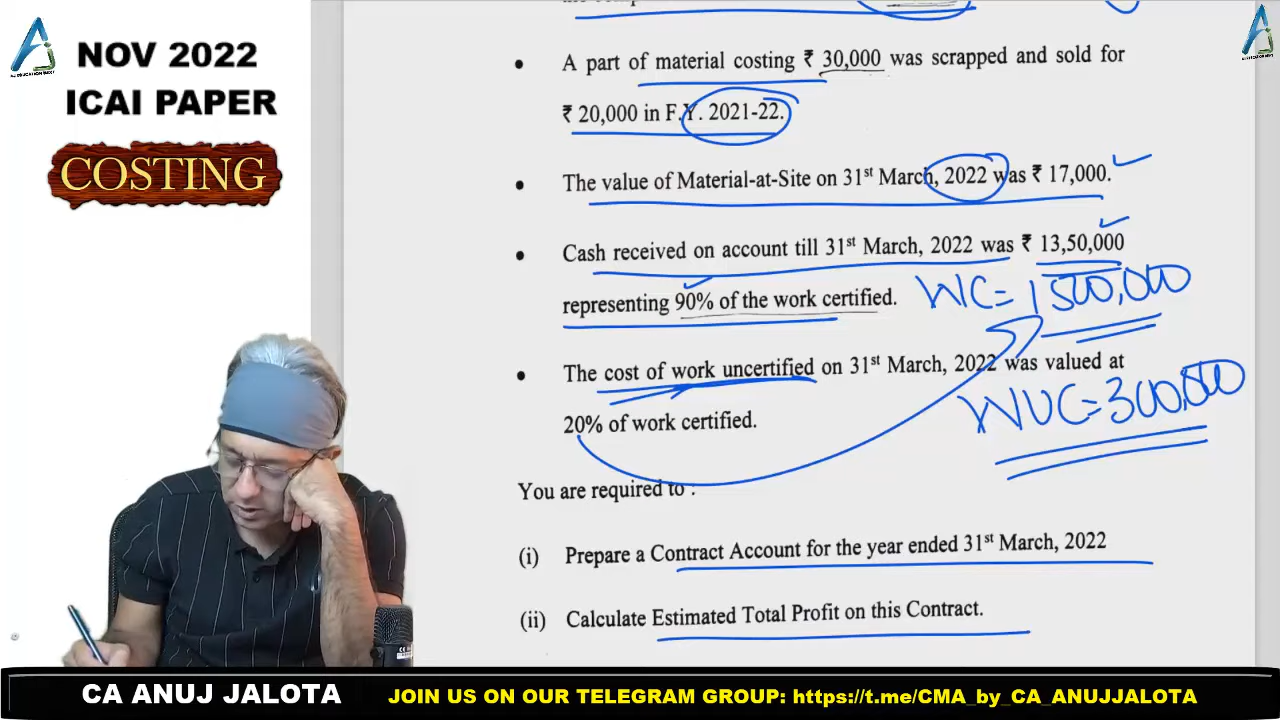 NOV 2022
ICAI PAPER
COSTING
A part of material costing ₹ 30,000 was scrapped and sold for
₹ 20,000 in F.Y. 2021-22.
The value of Material-at-Site on 31st March, 2022 was ₹ 17,000.
Cash received on account till 31st March, 2022 was ₹ 13,50,000
representing 90% of the work certified.
WC = 1500,000
The cost of work uncertified on 31st March, 2022 was valued at
20% of work certified.
WUC = 300,000
You are required to :
(i) Prepare a Contract Account for the year ended 31st March, 2022
(ii) Calculate Estimated Total Profit on this Contract.
CA ANUJ JALOTA
JOIN US ON OUR TELEGRAM GROUP: https://t.me/CMA_by_CA_ANUJJALOTA